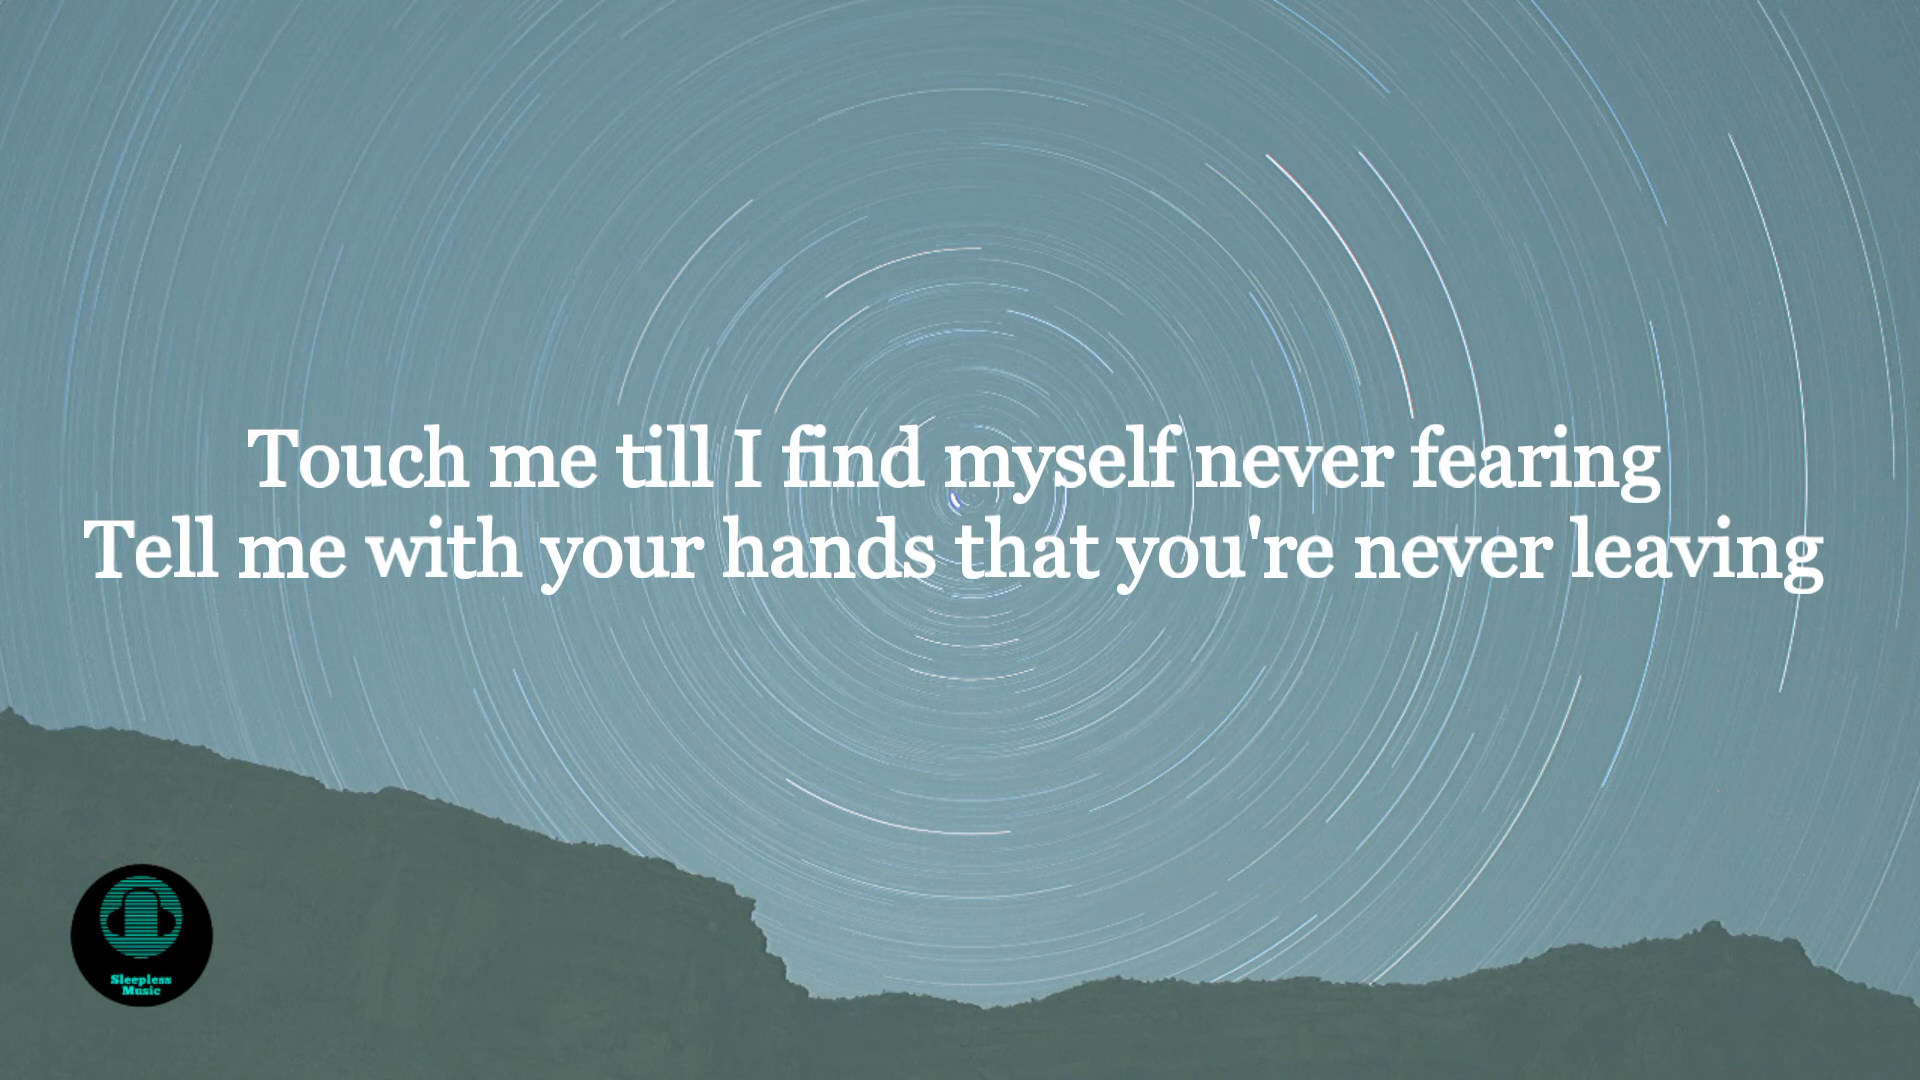 Touch me till I find myself never fearing
Tell me with your hands that you're never leaving
Sleepless
Music